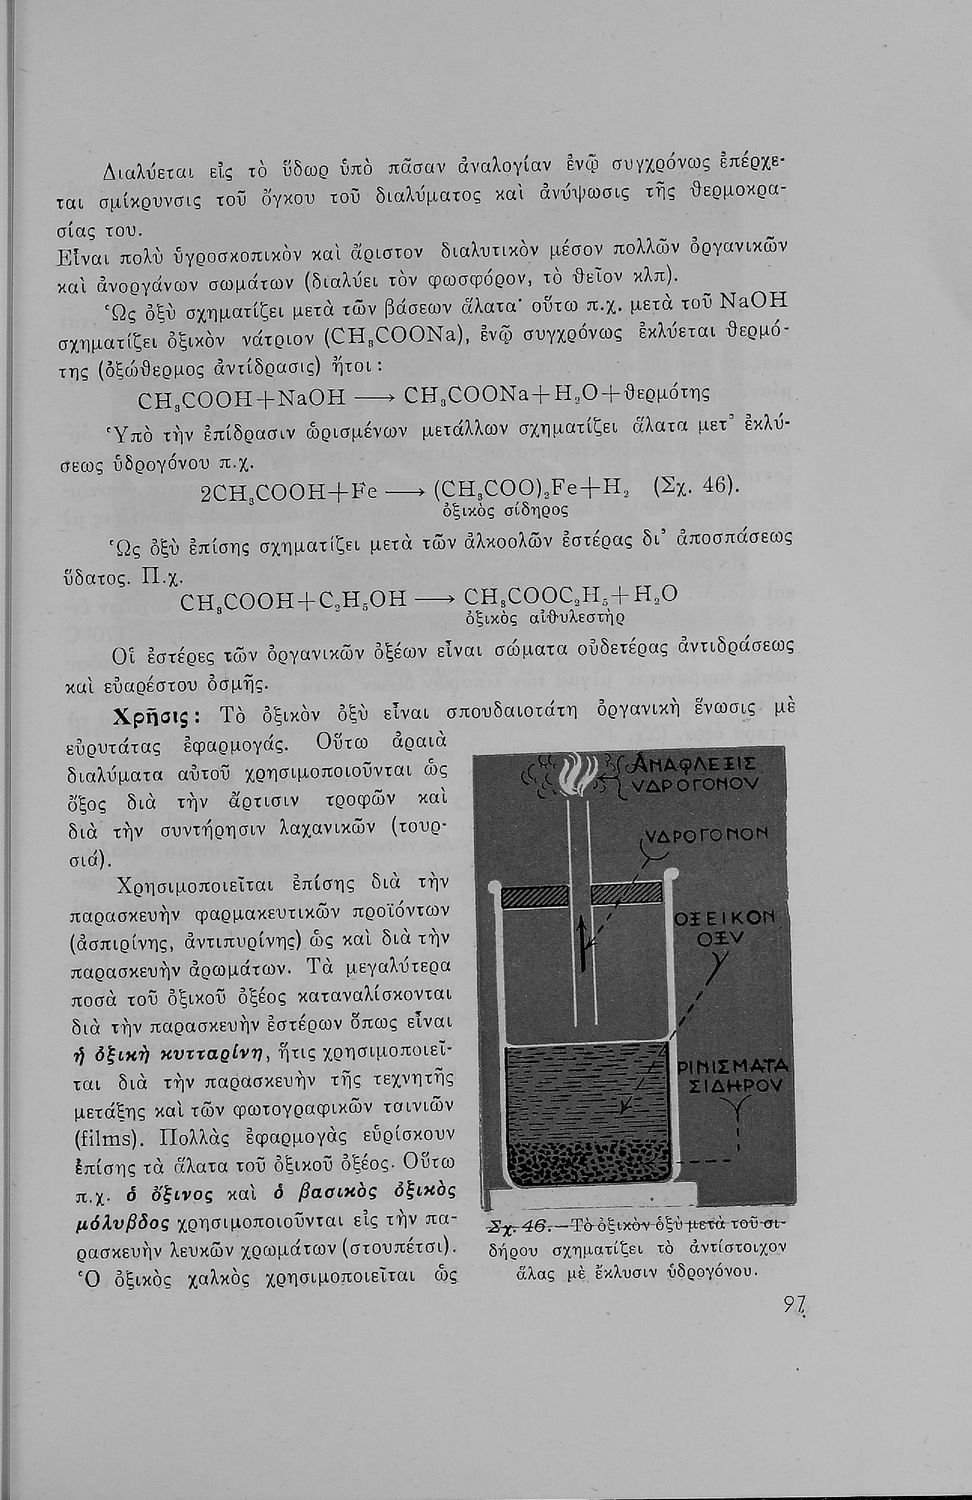 Διαλύεται εἰς τὸ ὕδωρ ὑπὸ πᾶσαν ἀναλογίαν ἐνῷ συγχρόνως ἐπέρχε-
ται σμίκρυνσις τοῦ ὄγκου τοῦ διαλύματος καὶ ἀνύψωσις τῆς θερμοκρα-
σίας του.
Εἶναι πολὺ ὑγροσκοπικὸν καὶ ἄριστον διαλυτικὸν μέσον πολλῶν ὀργανικῶν
καὶ ἀνοργάνων σωμάτων (διαλύει τὸν φωσφόρον, τὸ θεῖον κλπ).
Ὡς ὀξὺ σχηματίζει μετὰ τῶν βάσεων ἅλατα· οὕτω π.χ. μετὰ τοῦ NaOH
σχηματίζει ὀξικὸν νάτριον (CH₃COONa), ἐνῷ συγχρόνως ἐκλύεται θερμό-
της (ὀξώθερμος ἀντίδρασις) ἤτοι :
CH₃COOH+NaOH ⟶ CH₃COONa+H₂O+θερμότης
Ὑπὸ τὴν ἐπίδρασιν ὡρισμένων μετάλλων σχηματίζει ἅλατα μετ’ ἐκλύ-
σεως ὑδρογόνου π.χ.
2CH₃COOH+Fe ⟶ (CH₃COO)₂Fe+H₂ (Σχ. 46).
ὀξικὸς σίδηρος
Ὡς ὀξὺ ἐπίσης σχηματίζει μετὰ τῶν ἀλκοολῶν ἐστέρας δι’ ἀποσπάσεως
ὕδατος. Π.χ.
CH₃COOH+C₂H₅OH ⟶ CH₃COOC₂H₅+H₂O
ὀξικὸς αἰθυλεστὴρ
Οἱ ἐστέρες τῶν ὀργανικῶν ὀξέων εἶναι σώματα οὐδετέρας ἀντιδράσεως
καὶ εὐαρέστου ὀσμῆς.
Χρῆσις : Τὸ ὀξικὸν ὀξὺ εἶναι σπουδαιοτάτη ὀργανικὴ ἕνωσις μὲ
εὐρυτάτας ἐφαρμογάς. Οὕτω ἀραιὰ
διαλύματα αὐτοῦ χρησιμοποιοῦνται ὡς
ὄξος διὰ τὴν ἄρτισιν τροφῶν καὶ
διὰ τὴν συντήρησιν λαχανικῶν (τουρ-
σιά).
Χρησιμοποιεῖται ἐπίσης διὰ τὴν
παρασκευὴν φαρμακευτικῶν προϊόντων
(ἀσπιρίνης, ἀντιπυρίνης) ὡς καὶ διὰ τὴν
παρασκευὴν ἀρωμάτων. Τὰ μεγαλύτερα
ποσὰ τοῦ ὀξικοῦ ὀξέος καταναλίσκονται
διὰ τὴν παρασκευὴν ἐστέρων ὅπως εἶναι
ἡ ὀξικὴ κυτταρίνη, ἥτις χρησιμοποιεῖ-
ται διὰ τὴν παρασκευὴν τῆς τεχνητῆς
μετάξης καὶ τῶν φωτογραφικῶν ταινιῶν
(films). Πολλὰς ἐφαρμογὰς εὑρίσκουν
ἐπίσης τὰ ἅλατα τοῦ ὀξικοῦ ὀξέος. Οὕτω
π.χ. ὁ ὄξινος καὶ ὁ βασικὸς ὀξικὸς
μόλυβδος χρησιμοποιοῦνται εἰς τὴν πα-
ρασκευὴν λευκῶν χρωμάτων (στουπέτσι).
Ὁ ὀξικὸς χαλκὸς χρησιμοποιεῖται ὡς
ΑΝΑΦΛΕΞΙΣ
ΥΔΡΟΓΟΝΟΥ
ΥΔΡΟΓΟΝΟΝ
ΟΞΕΙΚΟΝ
ΟΞΥ
ΡΙΝΙΣΜΑΤΑ
ΣΙΔΗΡΟΥ
Σχ. 46.—Τὸ ὀξικὸν ὀξὺ μετὰ τοῦ σι-
δήρου σχηματίζει τὸ ἀντίστοιχον
ἅλας μὲ ἔκλυσιν ὑδρογόνου.
97